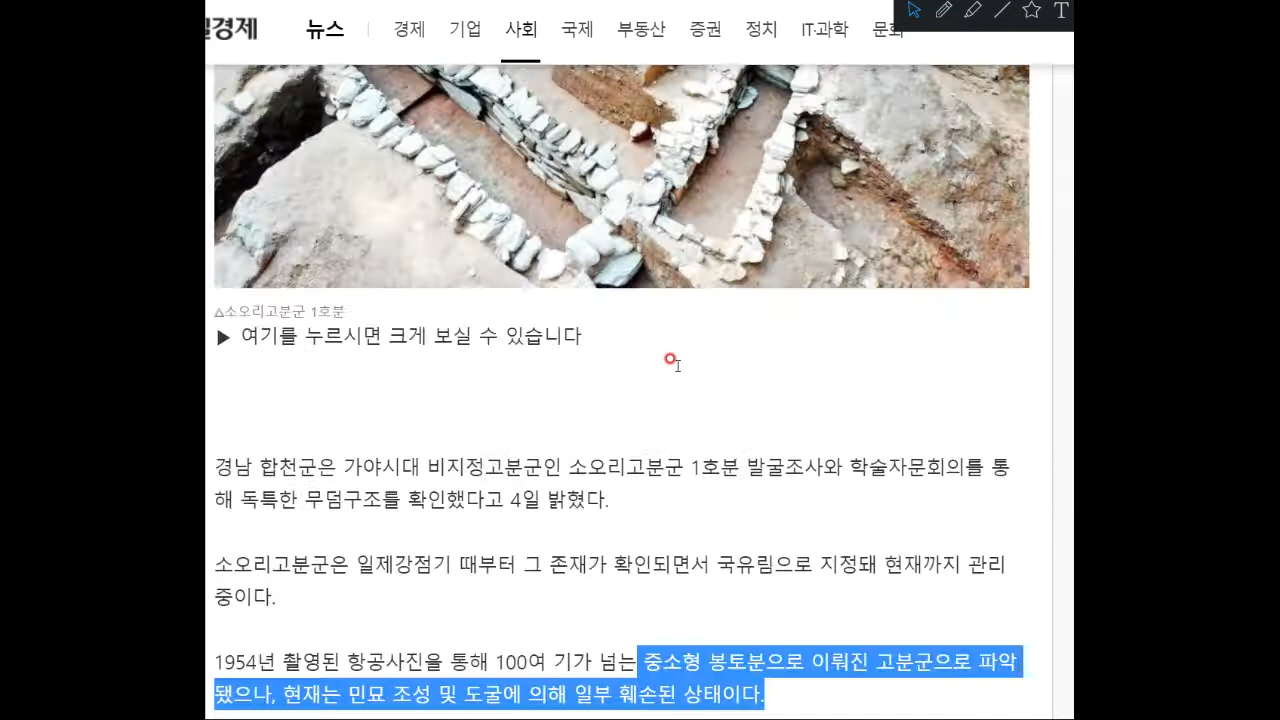 일경제 뉴스 경제 기업 사회 국제 부동산 증권 정치 IT·과학 문화
T
△소오리고분군 1호분
▶ 여기를 누르시면 크게 보실 수 있습니다
경남 합천군은 가야시대 비지정고분군인 소오리고분군 1호분 발굴조사와 학술자문회의를 통
해 독특한 무덤구조를 확인했다고 4일 밝혔다.
소오리고분군은 일제강점기 때부터 그 존재가 확인되면서 국유림으로 지정돼 현재까지 관리
중이다.
1954년 촬영된 항공사진을 통해 100여 기가 넘는 중소형 봉토분으로 이뤄진 고분군으로 파악
됐으나, 현재는 민묘 조성 및 도굴에 의해 일부 훼손된 상태이다.